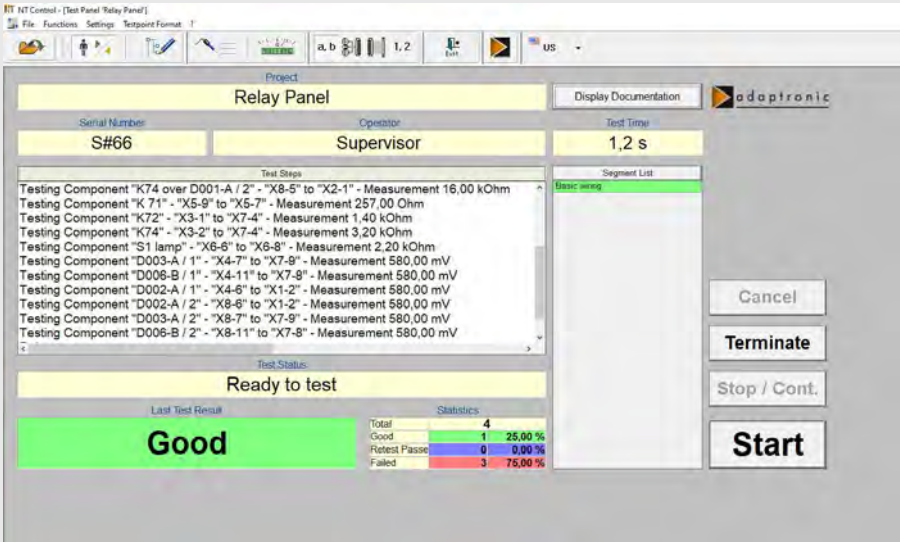 NT Control - [Test Panel 'Relay Panel']
File Functions Settings Testpoint Format ?
a, b 1, 2 Exit US
Project
Relay Panel
Display Documentation
adaptronic
Serial Number Operator Test Time
S#66 Supervisor 1,2 s
Test Steps
Segment List
Testing Component "K74 over D001-A / 2" - "X8-5" to "X2-1" - Measurement 16,00 kOhm
Basic wiring
Testing Component "K 71" - "X5-9" to "X5-7" - Measurement 257,00 Ohm
Testing Component "K72" - "X3-1" to "X7-4" - Measurement 1,40 kOhm
Testing Component "K74" - "X3-2" to "X7-4" - Measurement 3,20 kOhm
Testing Component "S1 lamp" - "X6-6" to "X6-8" - Measurement 2,20 kOhm
Testing Component "D003-A / 1" - "X4-7" to "X7-9" - Measurement 580,00 mV
Testing Component "D006-B / 1" - "X4-11" to "X7-8" - Measurement 580,00 mV
Testing Component "D002-A / 1" - "X4-6" to "X1-2" - Measurement 580,00 mV
Testing Component "D002-A / 2" - "X8-6" to "X1-2" - Measurement 580,00 mV
Testing Component "D003-A / 2" - "X8-7" to "X7-9" - Measurement 580,00 mV
Testing Component "D006-B / 2" - "X8-11" to "X7-8" - Measurement 580,00 mV
Cancel
Terminate
Test Status
Ready to test
Stop / Cont.
Last Test Result
Good
Statistics
Total 4
Good 1 25,00 %
Retest Passe 0 0,00 %
Failed 3 75,00 %
Start